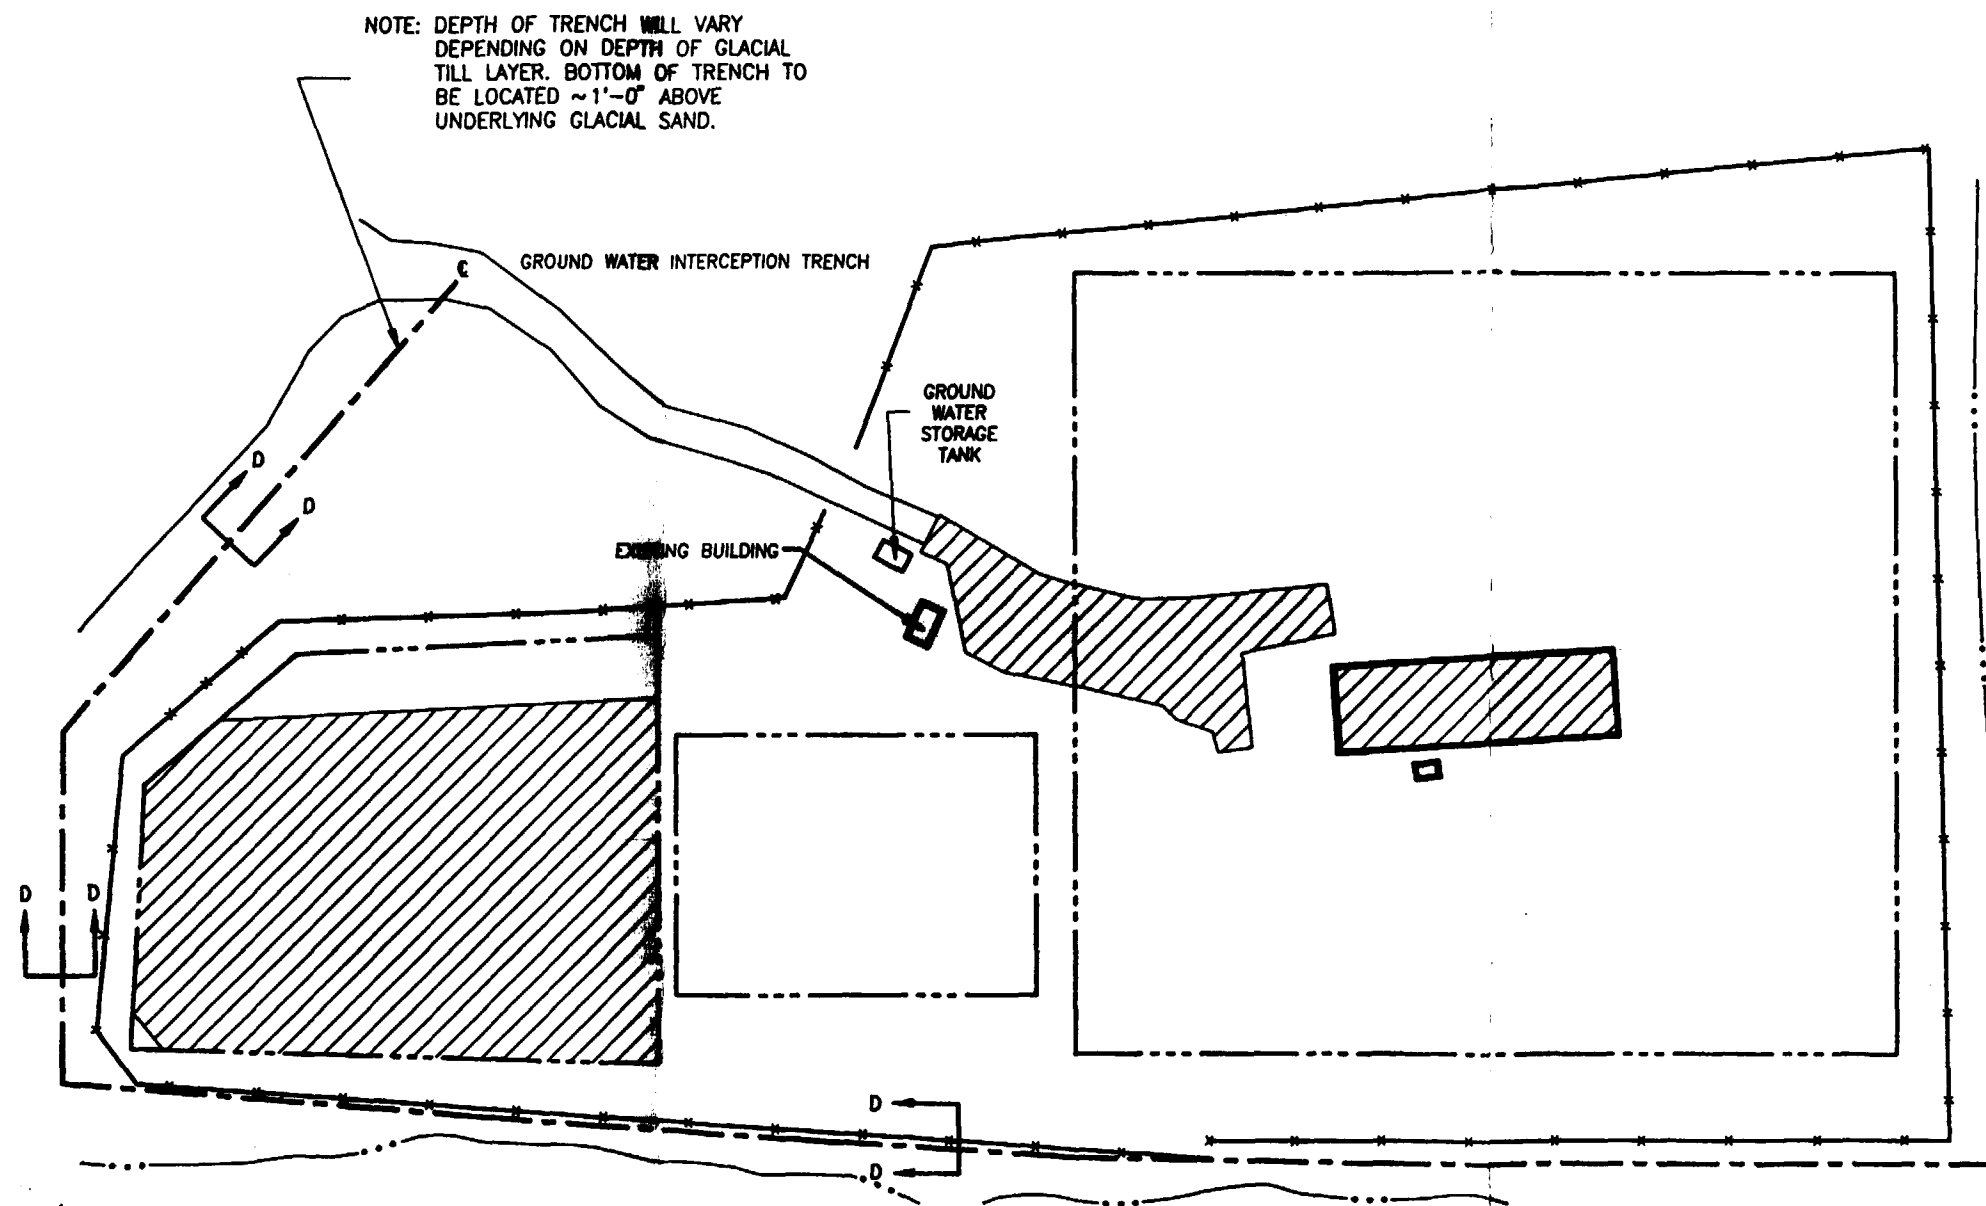 NOTE: DEPTH OF TRENCH WILL VARY
DEPENDING ON DEPTH OF GLACIAL
TILL LAYER. BOTTOM OF TRENCH TO
BE LOCATED ~1'-0" ABOVE
UNDERLYING GLACIAL SAND.
℄
GROUND WATER INTERCEPTION TRENCH
GROUND
WATER
STORAGE
TANK
D
D
EXISTING BUILDING
D
D
D
D